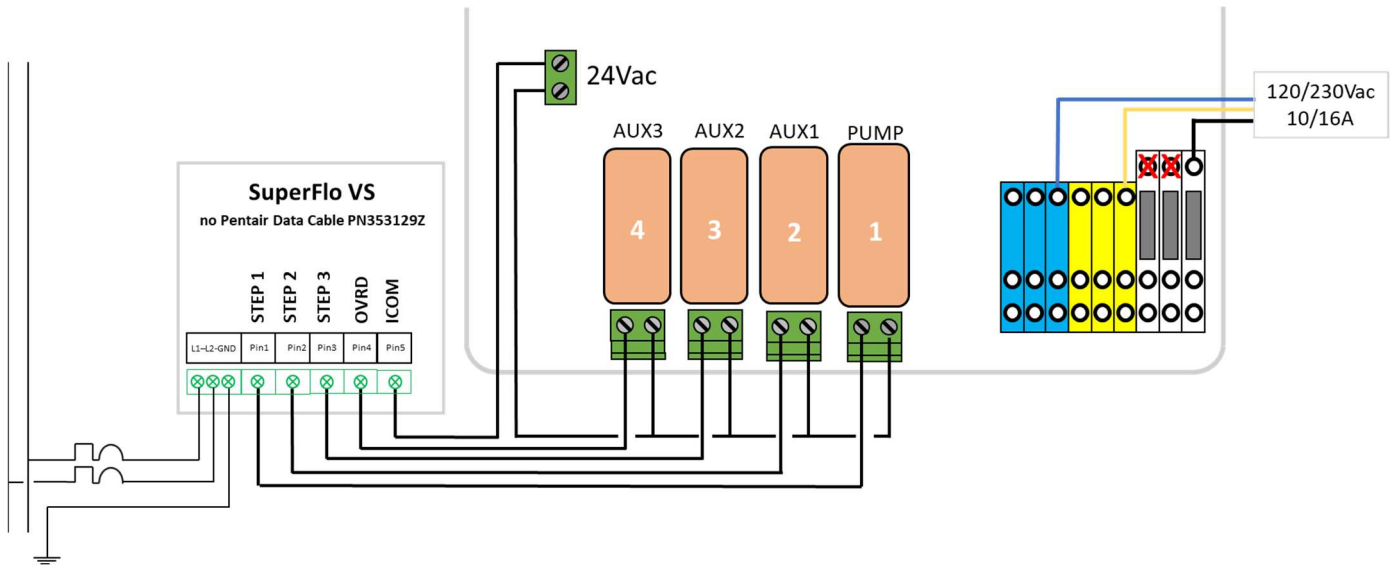 24Vac
120/230Vac
10/16A
AUX3 AUX2 AUX1 PUMP
4 3 2 1
SuperFlo VS
no Pentair Data Cable PN353129Z
STEP 1
STEP 2
STEP 3
OVRD
ICOM
L1–L2-GND Pin1 Pin2 Pin3 Pin4 Pin5